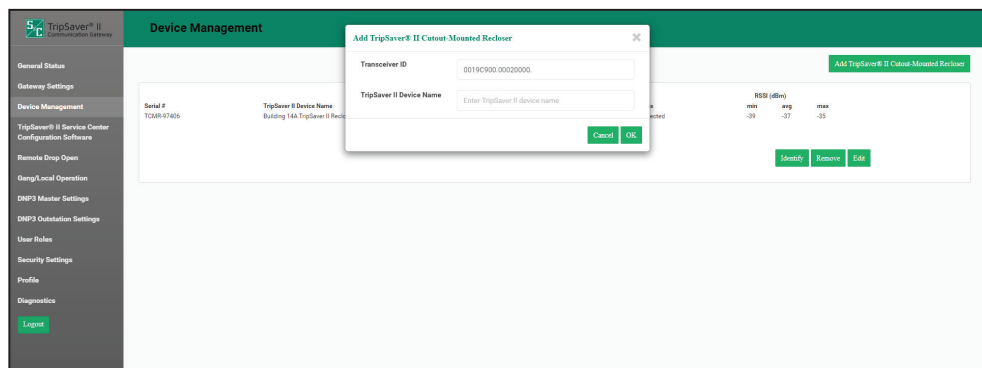 S&C TripSaver® II
Communication Gateway
Device Management
General Status
Gateway Settings
Device Management
TripSaver® II Service Center
Configuration Software
Remote Drop Open
Gang/Local Operation
DNP3 Master Settings
DNP3 Outstation Settings
User Roles
Security Settings
Profile
Diagnostics
Logout
Add TripSaver® II Cutout-Mounted Recloser
×
Transceiver ID
0019C900.00020000.
TripSaver II Device Name
Enter TripSaver II device name
Cancel
OK
Add TripSaver® II Cutout-Mounted Recloser
RSSI (dBm)
Serial # TripSaver II Device Name min avg max
TCMR-97406 Building 14A TripSaver II -39 -37 -35
Identify Remove Edit